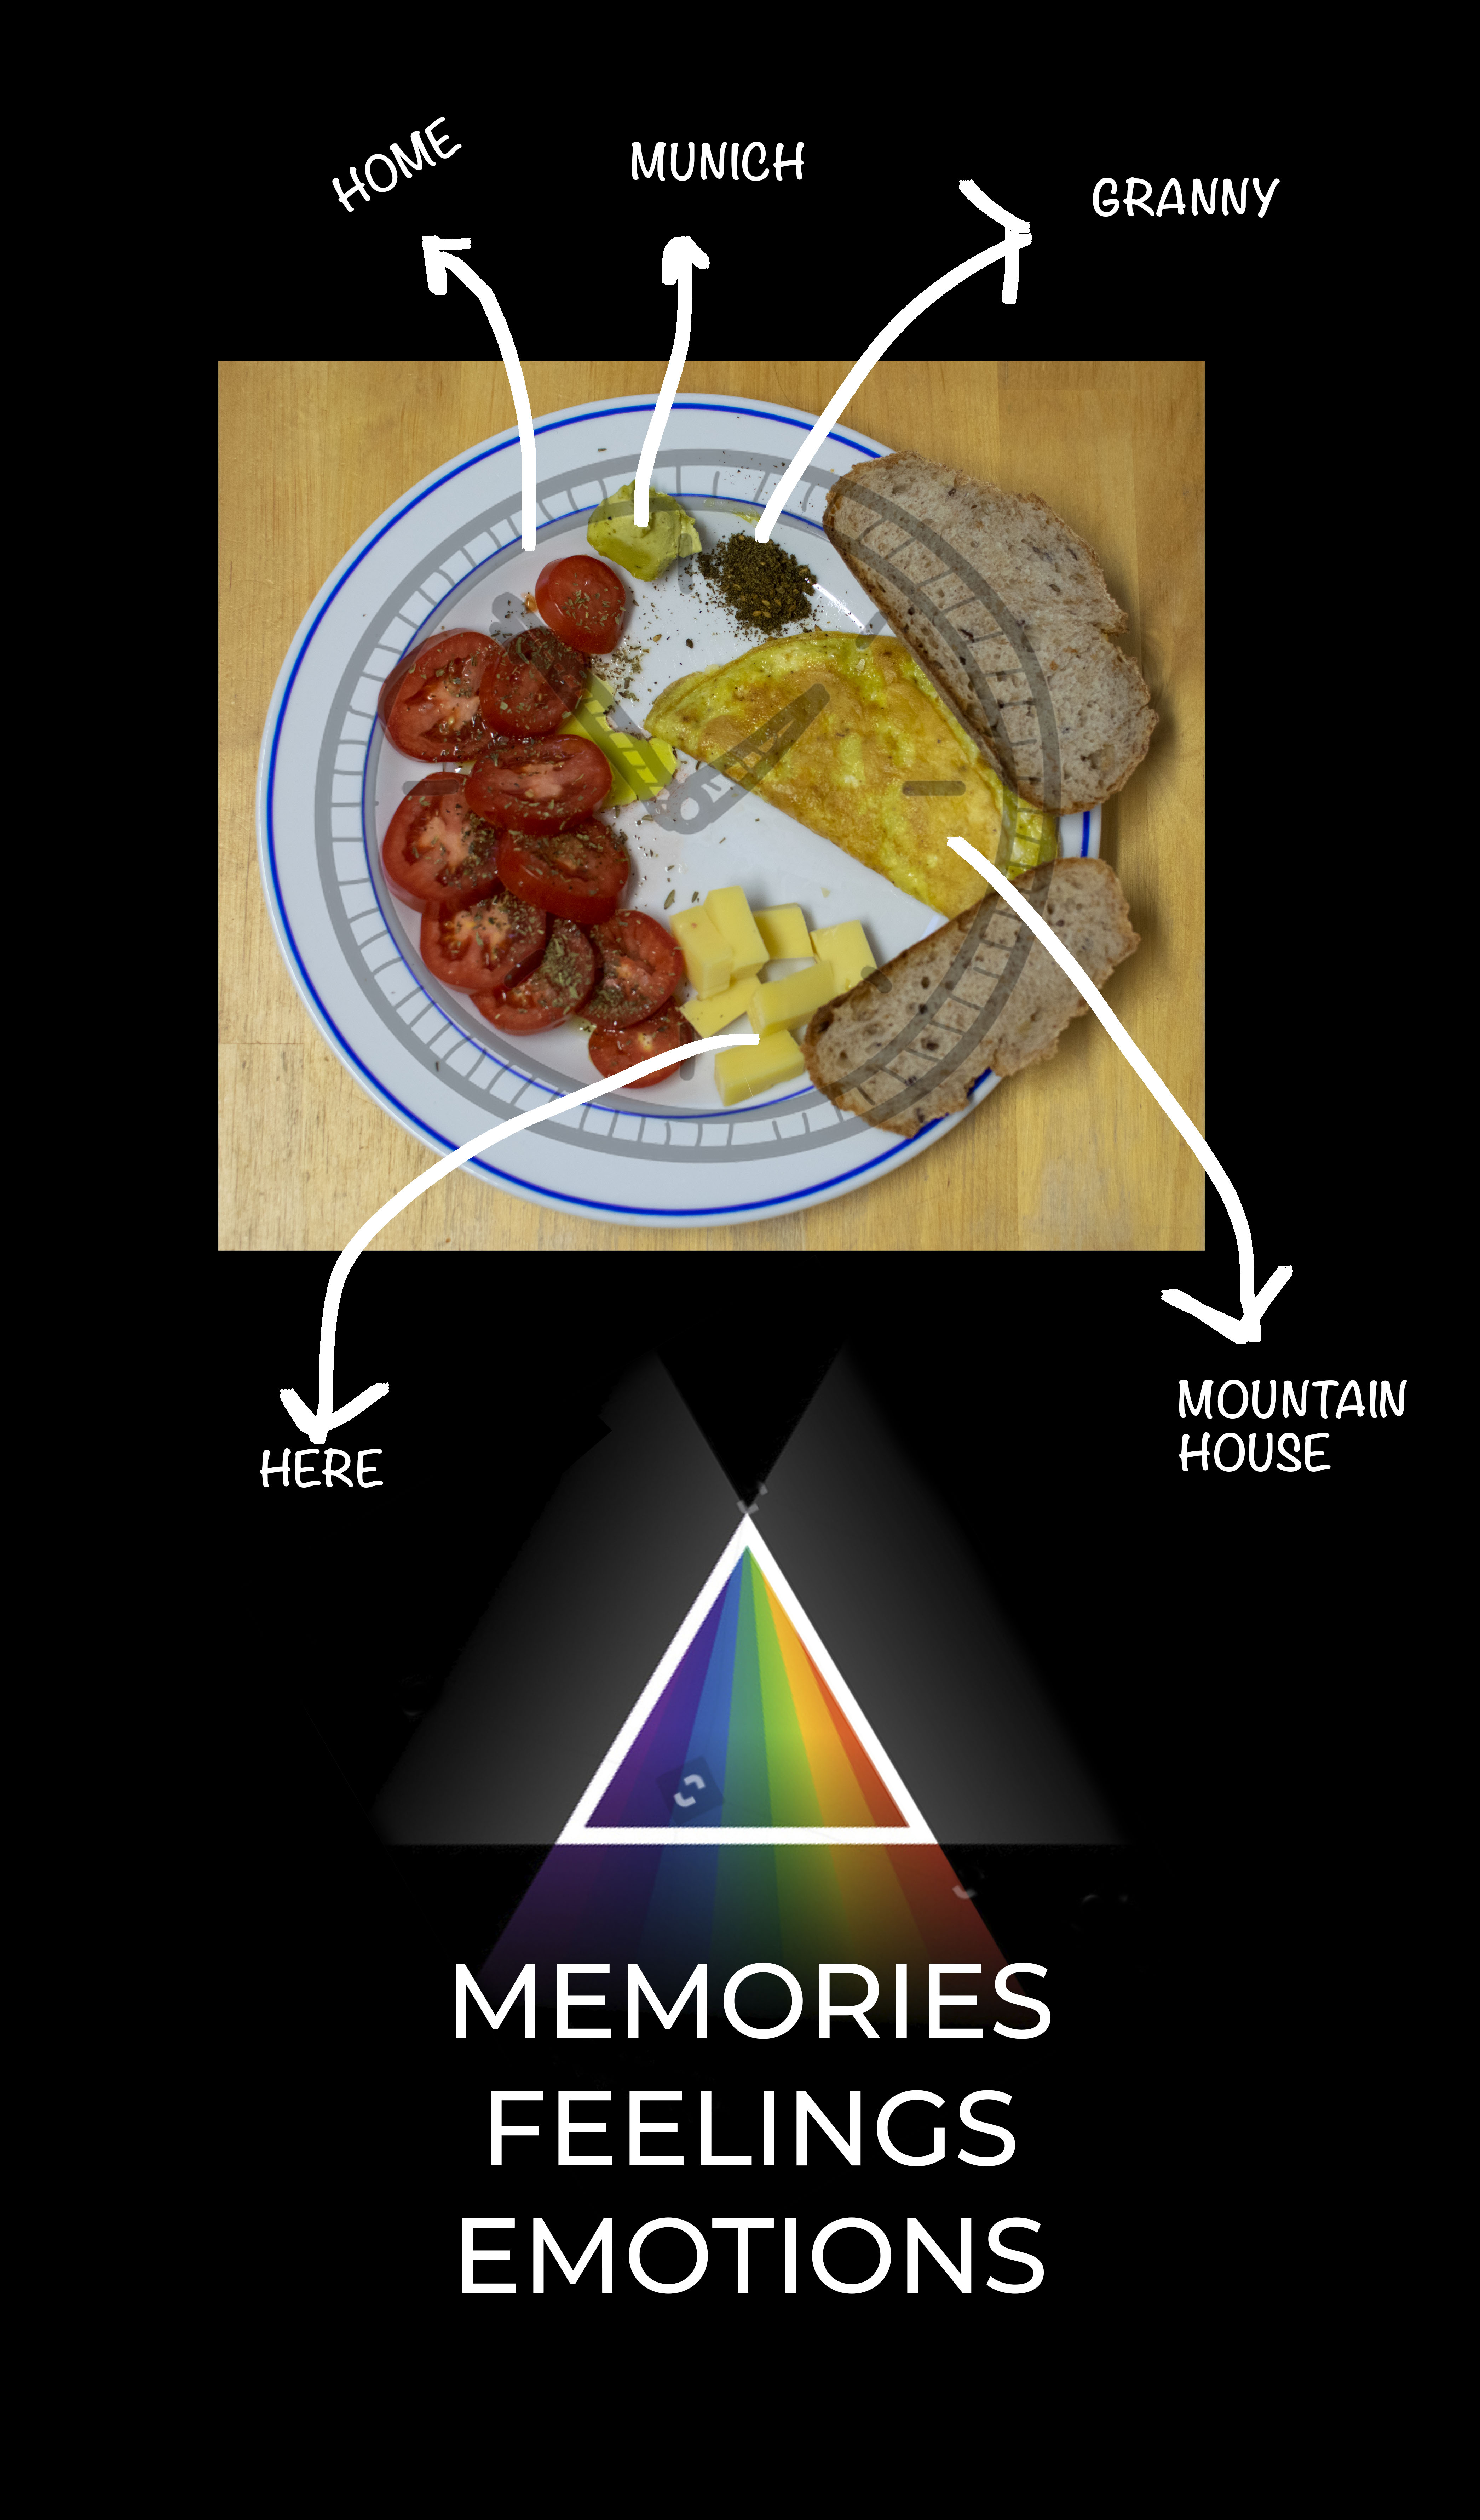 HOME
MUNICH
GRANNY
HERE
MOUNTAIN
HOUSE
MEMORIES
FEELINGS
EMOTIONS